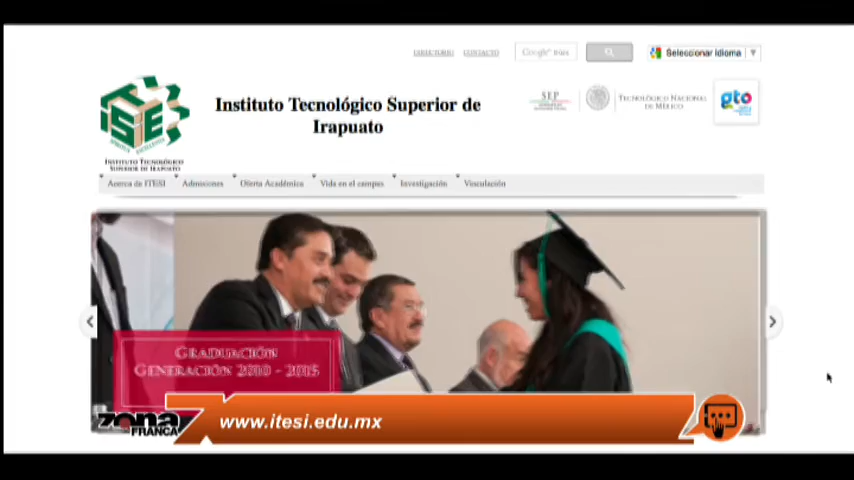 DIRECTORIO CONTACTO
Google
Seleccionar idioma
ITESI
Instituto Tecnológico Superior de
Irapuato
SEP
Tecnológico Nacional
de México
gto
Instituto Tecnológico
Superior de Irapuato
Acerca de ITESI Admisiones Oferta Académica Vida en el campus Investigación Vinculación
Graduación
Generación 2010 - 2015
zona
FRANCA
www.itesi.edu.mx